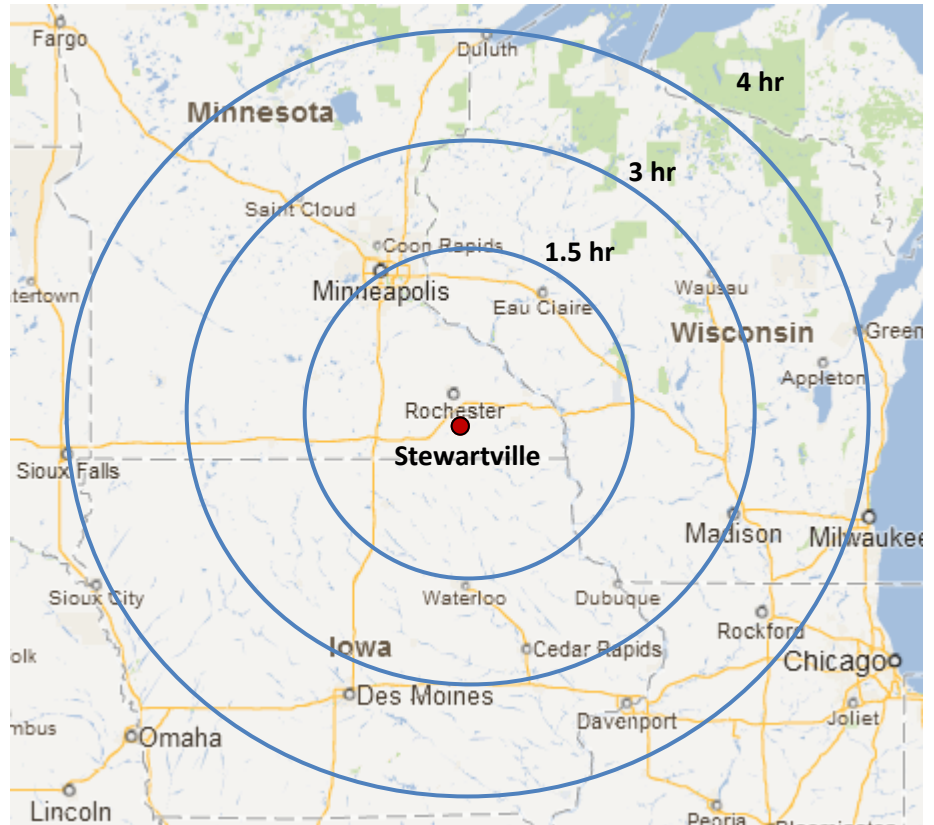 Fargo
Duluth
4 hr
Minnesota
3 hr
Saint Cloud
Coon Rapids
1.5 hr
Minneapolis
Wausau
tertown
Eau Claire
Wisconsin
Green
Appleton
Rochester
Stewartville
Sioux Falls
Madison
Milwaukee
Sioux City
Waterloo
Dubuque
Rockford
Iowa
Cedar Rapids
olk
Chicago
Des Moines
Davenport
Joliet
mbus
Omaha
Lincoln
Peoria